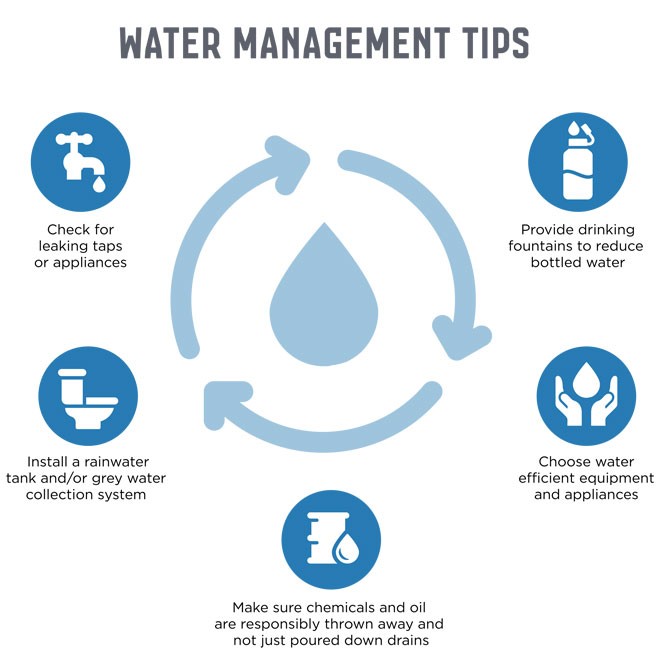 WATER MANAGEMENT TIPS
Check for
leaking taps
or appliances
Provide drinking
fountains to reduce
bottled water
Install a rainwater
tank and/or grey water
collection system
Choose water
efficient equipment
and appliances
Make sure chemicals and oil
are responsibly thrown away and
not just poured down drains